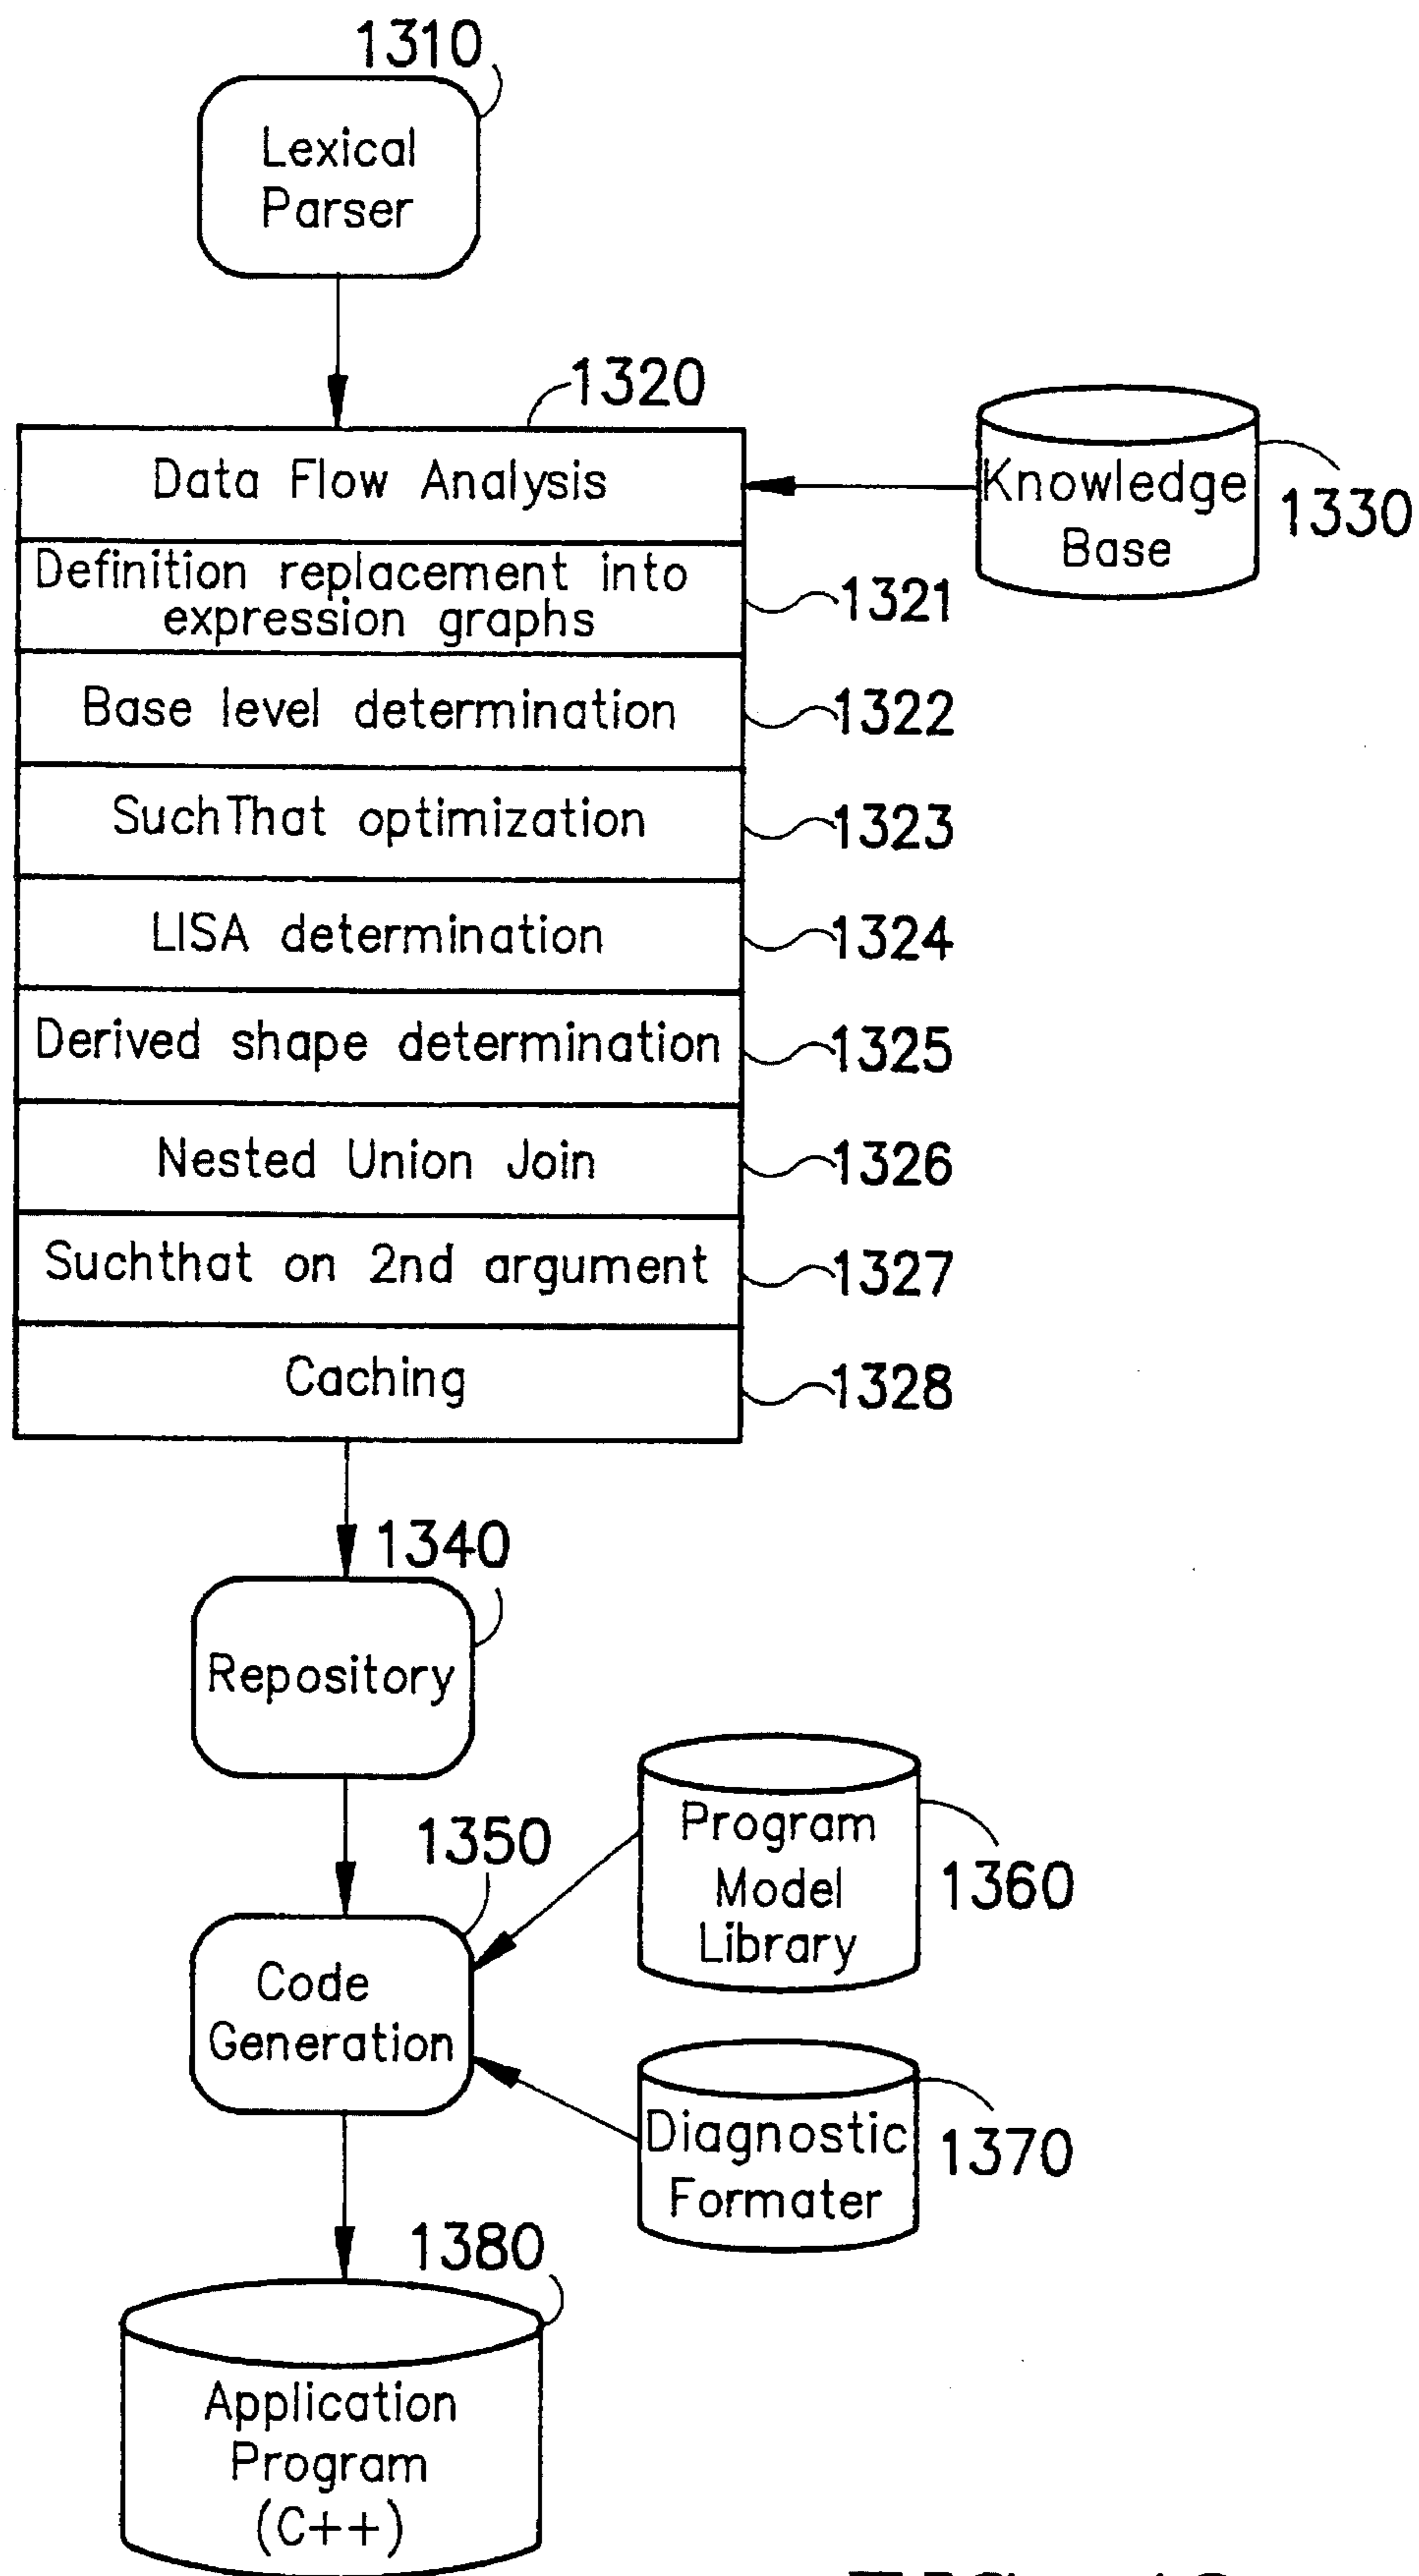 1310
Lexical
Parser
1320
Data Flow Analysis
Knowledge
Base
1330
Definition replacement into
expression graphs
1321
Base level determination
1322
SuchThat optimization
1323
LISA determination
1324
Derived shape determination
1325
Nested Union Join
1326
Suchthat on 2nd argument
1327
Caching
1328
1340
Repository
1350
Code
Generation
Program
Model
Library
1360
Diagnostic
Formater
1370
1380
Application
Program
(C++)